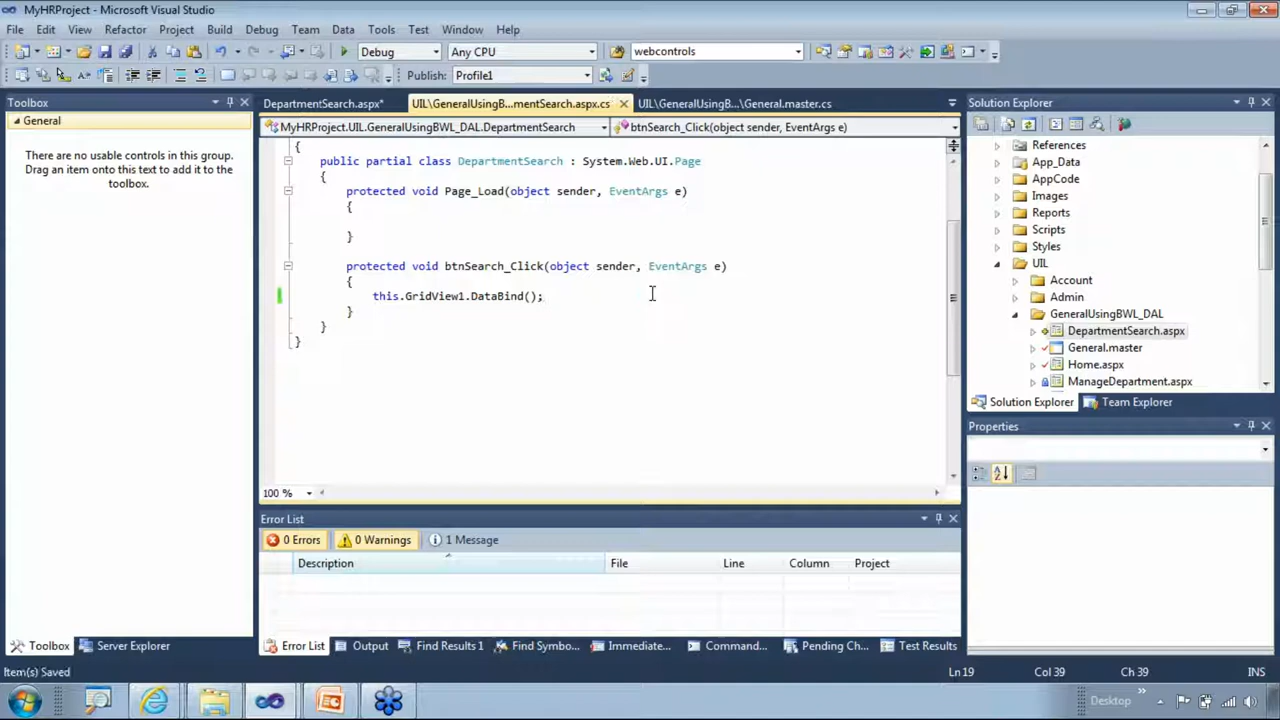 MyHRProject - Microsoft Visual Studio
File Edit View Refactor Project Build Debug Team Data Tools Test Window Help
Debug Any CPU webcontrols
Publish: Profile1
Toolbox
General
There are no usable controls in this group.
Drag an item onto this text to add it to the
toolbox.
DepartmentSearch.aspx* UIL\GeneralUsingB...mentSearch.aspx.cs UIL\GeneralUsingB...\General.master.cs
MyHRProject.UIL.GeneralUsingBWL_DAL.DepartmentSearch btnSearch_Click(object sender, EventArgs e)
{
public partial class DepartmentSearch : System.Web.UI.Page
{
protected void Page_Load(object sender, EventArgs e)
{
}
protected void btnSearch_Click(object sender, EventArgs e)
{
this.GridView1.DataBind();
}
}
}
100 %
Error List
0 Errors 0 Warnings 1 Message
Description File Line Column Project
Solution Explorer
References
App_Data
AppCode
Images
Reports
Scripts
Styles
UIL
Account
Admin
GeneralUsingBWL_DAL
DepartmentSearch.aspx
General.master
Home.aspx
ManageDepartment.aspx
Solution Explorer Team Explorer
Properties
Toolbox Server Explorer
Error List Output Find Results 1 Find Symbo... Immediate... Command... Pending Ch... Test Results
Item(s) Saved Ln 19 Col 39 Ch 39 INS
Desktop »